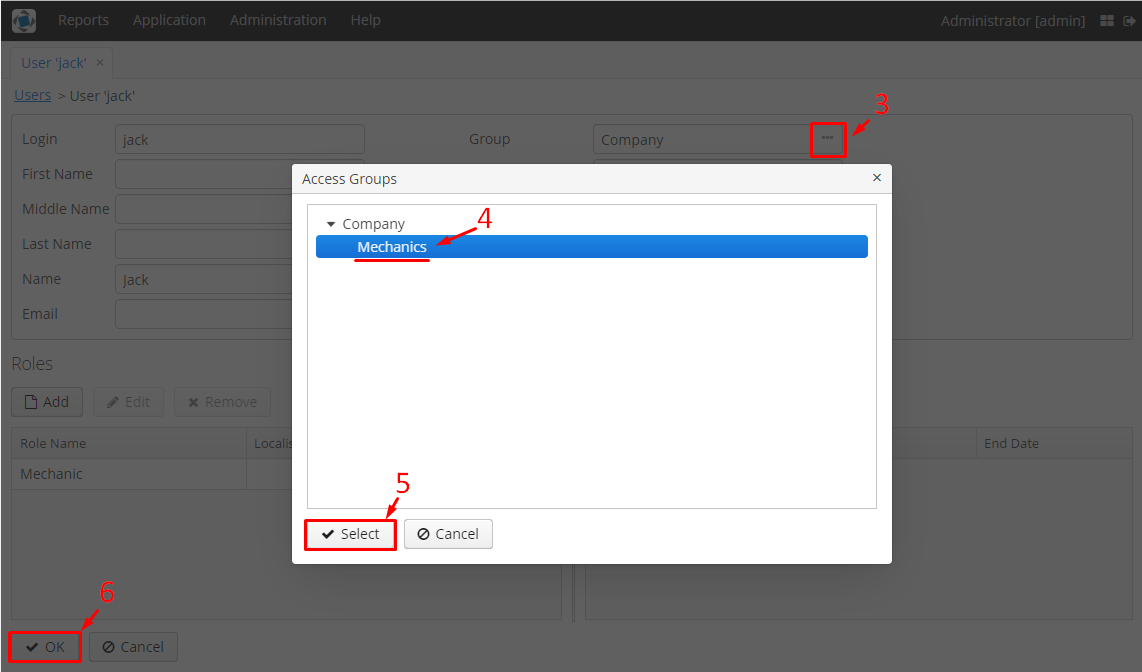 Reports Application Administration Help Administrator [admin]
User 'jack' ×
Users > User 'jack'
3
Login jack Group Company ...
First Name
Access Groups ×
Middle Name
Company
4
Last Name
Mechanics
Name Jack
Email
Roles
Add Edit Remove
Role Name Localis End Date
Mechanic
5
Select Cancel
6
OK Cancel